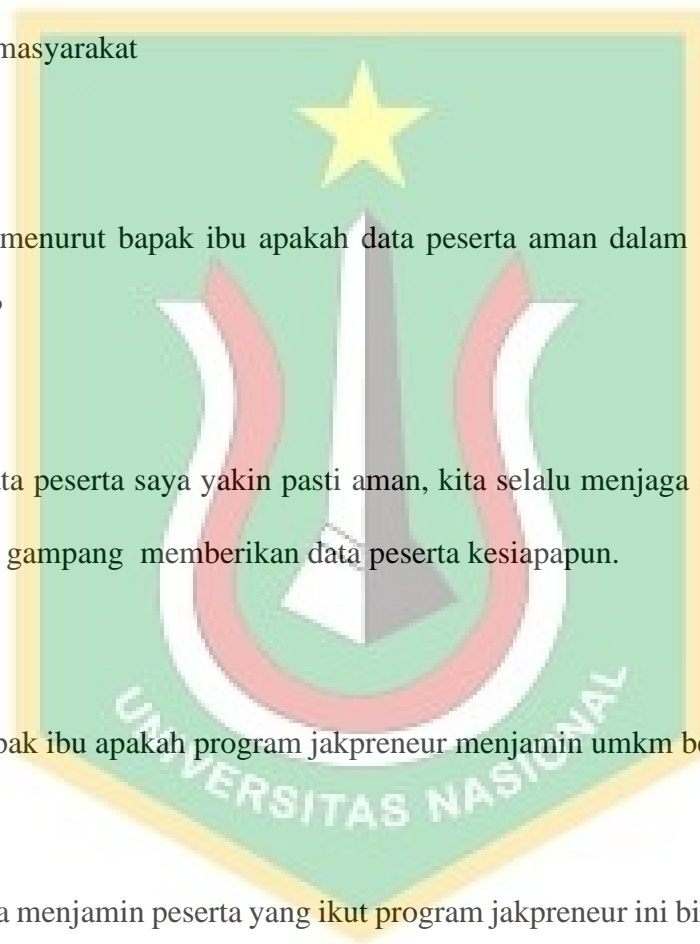 masyarakat
menurut bapak ibu apakah data peserta aman dalam
ta peserta saya yakin pasti aman, kita selalu menjaga
gampang memberikan data peserta kesiapapun.
pak ibu apakah program jakpreneur menjamin umkm be
UNIVERSITAS NASIONAL
a menjamin peserta yang ikut program jakpreneur ini bi